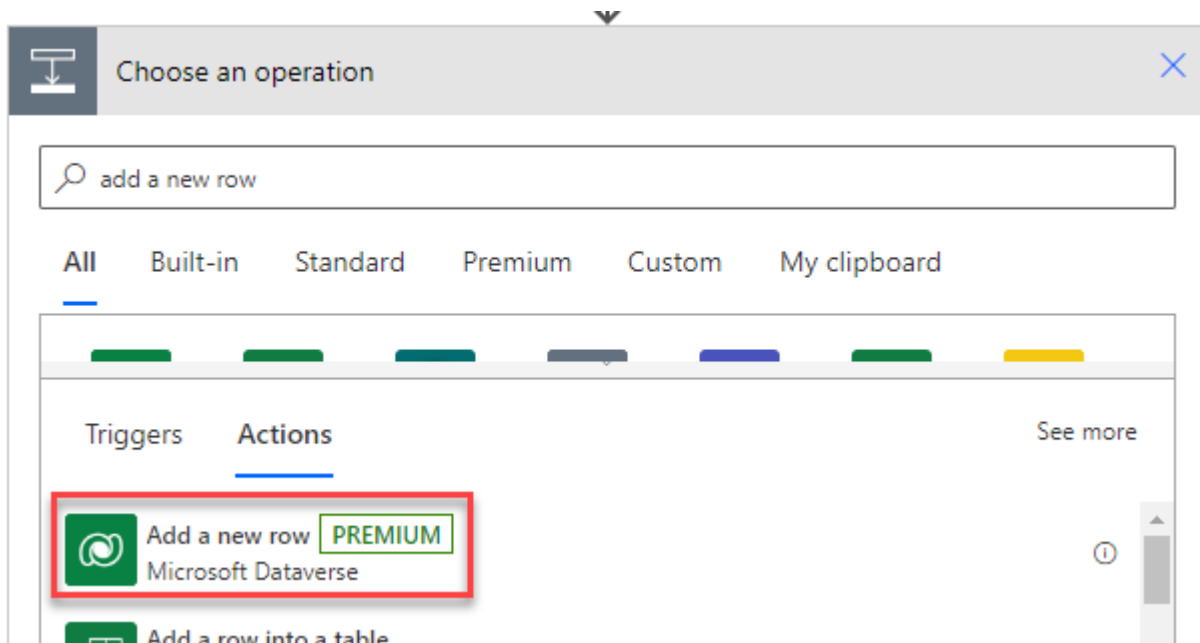 Choose an operation
add a new row
All Built-in Standard Premium Custom My clipboard
Triggers Actions See more
Add a new row PREMIUM
Microsoft Dataverse
Add a row into a table